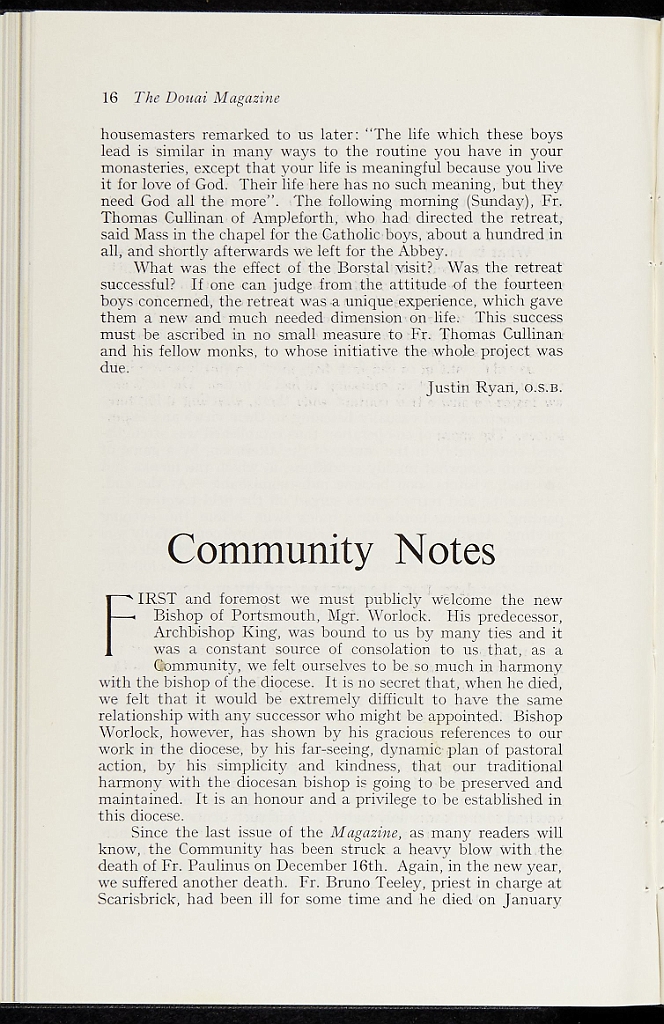 16 The Douai Magazine
housemasters remarked to us later: "The life which these boys
lead is similar in many ways to the routine you have in your
monasteries, except that your life is meaningful because you live
it for love of God. Their life here has no such meaning, but they
need God all the more". The following morning (Sunday), Fr.
Thomas Cullinan of Ampleforth, who had directed the retreat,
said Mass in the chapel for the Catholic boys, about a hundred in
all, and shortly afterwards we left for the Abbey.
What was the effect of the Borstal visit? Was the retreat
successful? If one can judge from the attitude of the fourteen
boys concerned, the retreat was a unique experience, which gave
them a new and much needed dimension on life. This success
must be ascribed in no small measure to Fr. Thomas Cullinan
and his fellow monks, to whose initiative the whole project was
due.
Justin Ryan, O.S.B.
Community Notes
FIRST and foremost we must publicly welcome the new
Bishop of Portsmouth, Mgr. Worlock. His predecessor,
Archbishop King, was bound to us by many ties and it
was a constant source of consolation to us that, as a
Community, we felt ourselves to be so much in harmony
with the bishop of the diocese. It is no secret that, when he died,
we felt that it would be extremely difficult to have the same
relationship with any successor who might be appointed. Bishop
Worlock, however, has shown by his gracious references to our
work in the diocese, by his far-seeing, dynamic plan of pastoral
action, by his simplicity and kindness, that our traditional
harmony with the diocesan bishop is going to be preserved and
maintained. It is an honour and a privilege to be established in
this diocese.
Since the last issue of the Magazine, as many readers will
know, the Community has been struck a heavy blow with the
death of Fr. Paulinus on December 16th. Again, in the new year,
we suffered another death. Fr. Bruno Teeley, priest in charge at
Scarisbrick, had been ill for some time and he died on January